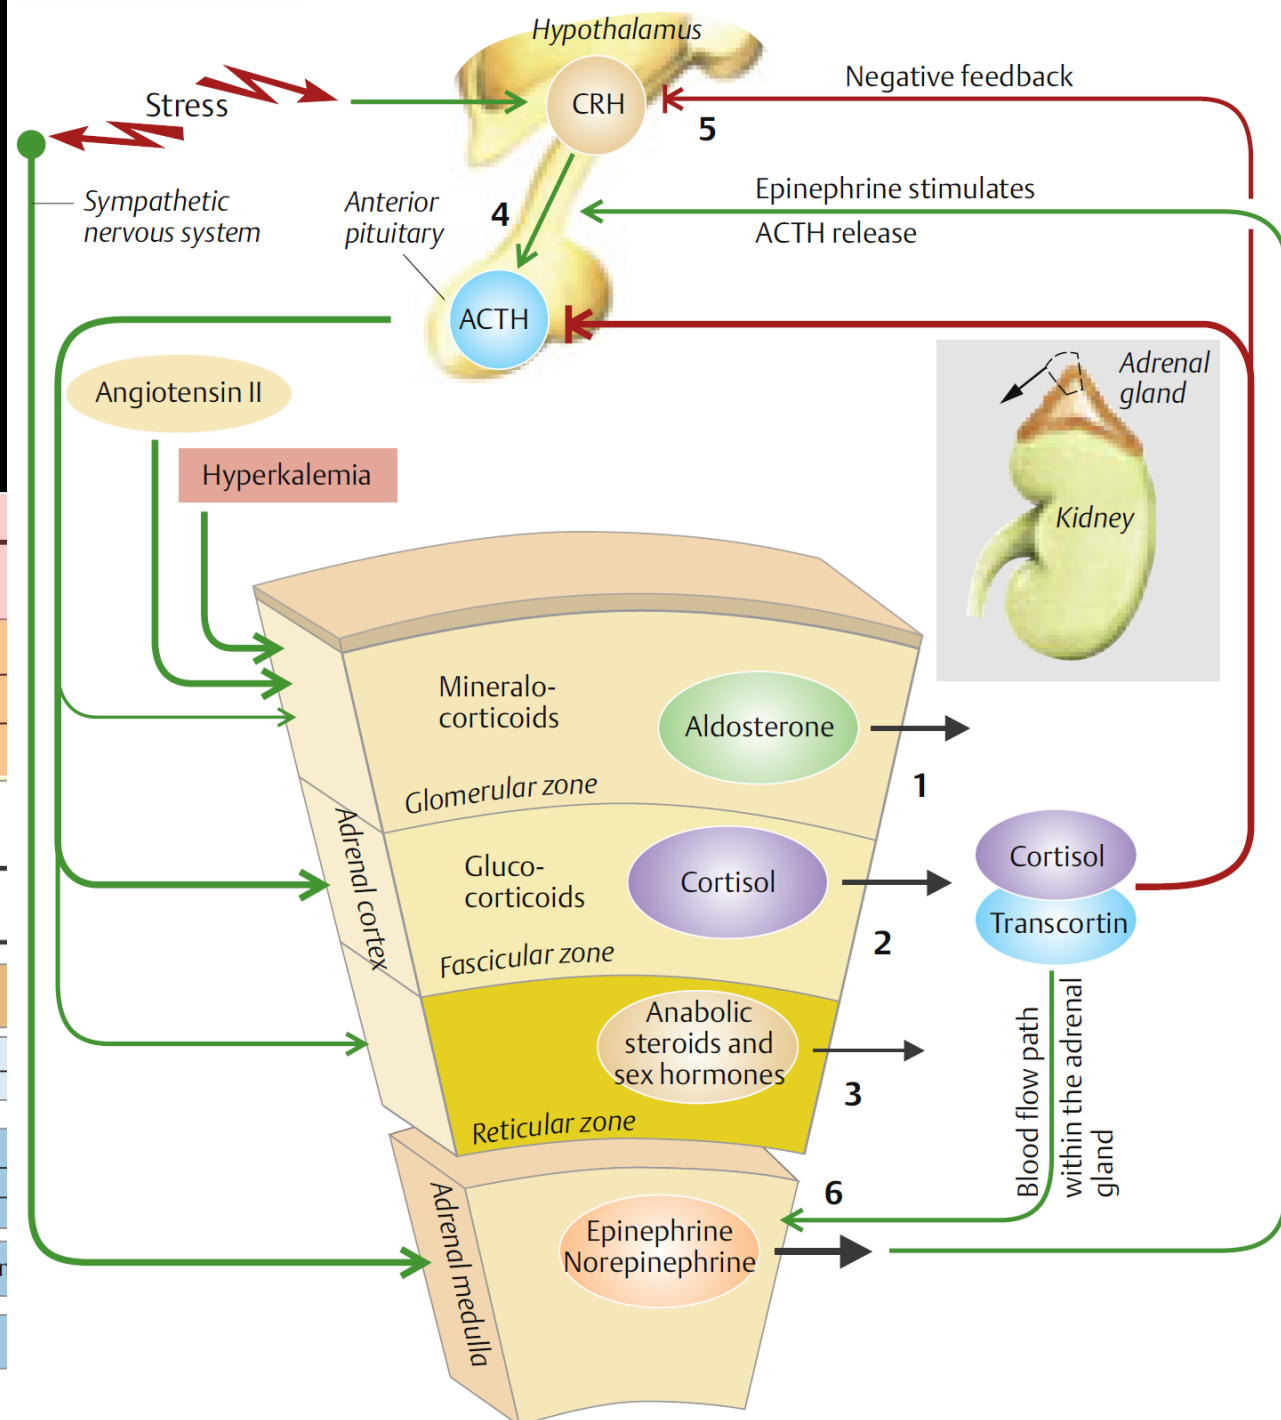 Hypothalamus
Negative feedback
Stress
CRH
5
Sympathetic
nervous system
Anterior
pituitary
4
Epinephrine stimulates
ACTH release
ACTH
Angiotensin II
Adrenal
gland
Hyperkalemia
Kidney
Mineralo-
corticoids
Aldosterone
Glomerular zone
1
Adrenal cortex
Gluco-
corticoids
Cortisol
Cortisol
Transcortin
Fascicular zone
2
Anabolic
steroids and
sex hormones
Reticular zone
3
Blood flow path
within the adrenal
gland
6
Adrenal medulla
Epinephrine
Norepinephrine